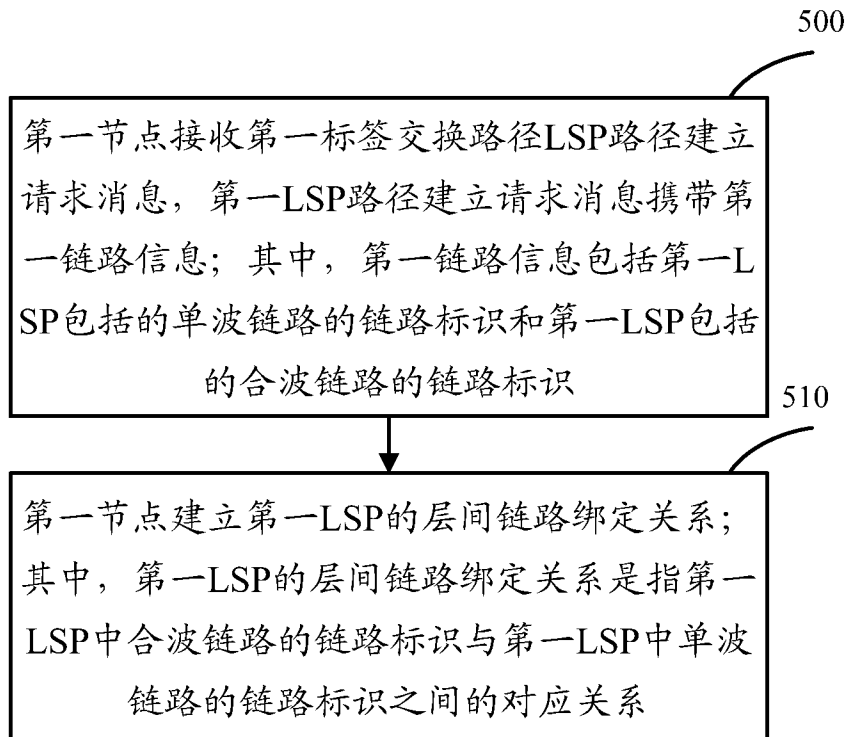 500
第一节点接收第一标签交换路径LSP路径建立
请求消息，第一LSP路径建立请求消息携带第
一链路信息；其中，第一链路信息包括第一L
SP包括的单波链路的链路标识和第一LSP包括
的合波链路的链路标识
510
第一节点建立第一LSP的层间链路绑定关系；
其中，第一LSP的层间链路绑定关系是指第一
LSP中合波链路的链路标识与第一LSP中单波
链路的链路标识之间的对应关系